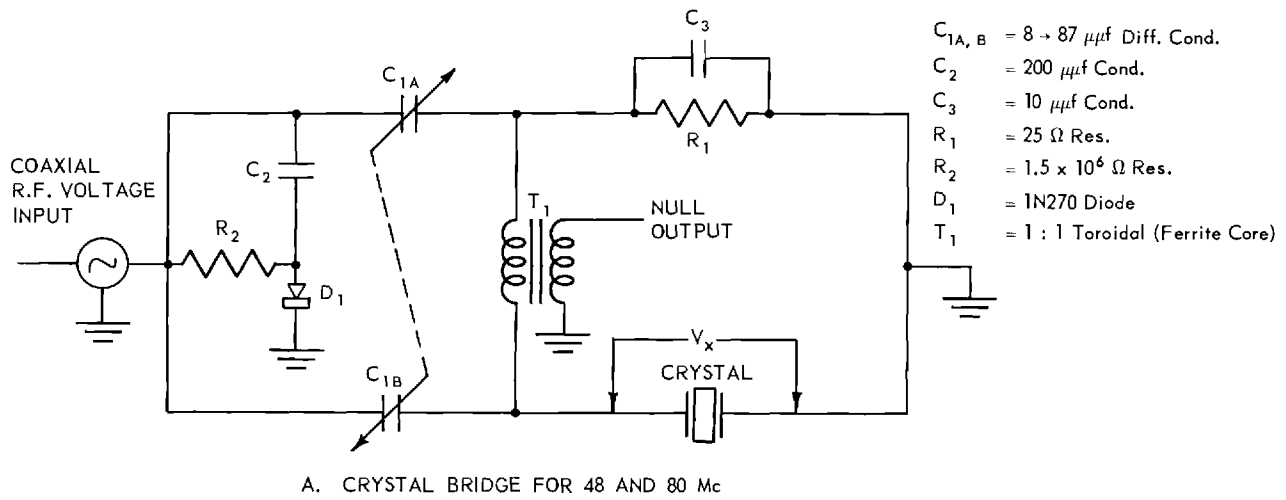 COAXIAL
R.F. VOLTAGE
INPUT
R₂
C₂
D₁
C₁A
C₁B
T₁
NULL
OUTPUT
C₃
R₁
Vₓ
CRYSTAL
C₁A, B = 8 → 87 μμf Diff. Cond.
C₂ = 200 μμf Cond.
C₃ = 10 μμf Cond.
R₁ = 25 Ω Res.
R₂ = 1.5 x 10⁶ Ω Res.
D₁ = 1N270 Diode
T₁ = 1 : 1 Toroidal (Ferrite Core)
A. CRYSTAL BRIDGE FOR 48 AND 80 Mc